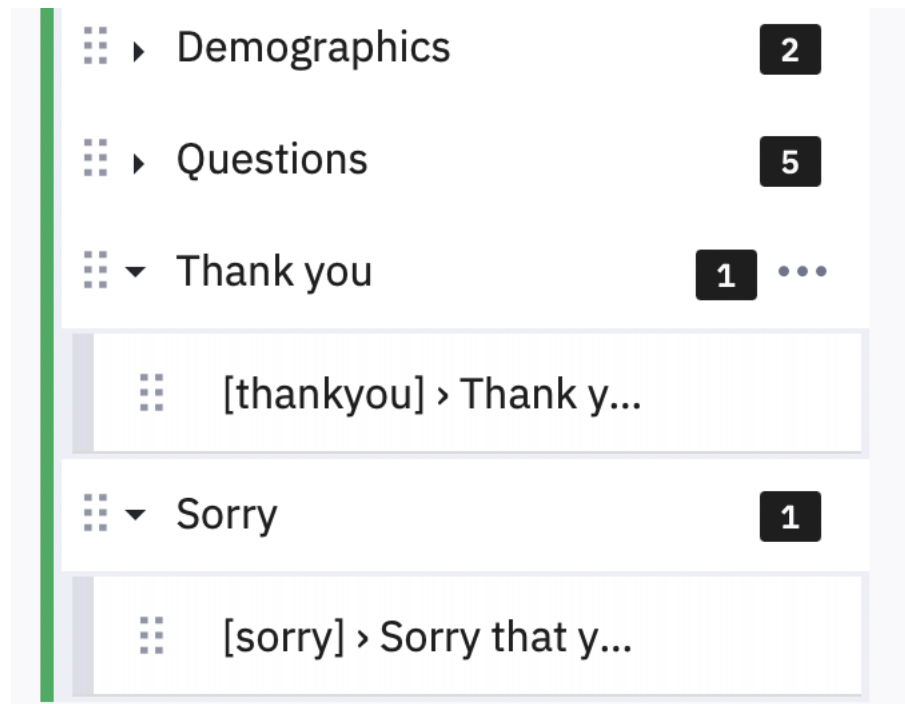 Demographics 2
Questions 5
Thank you 1
[thankyou] › Thank y...
Sorry 1
[sorry] › Sorry that y...